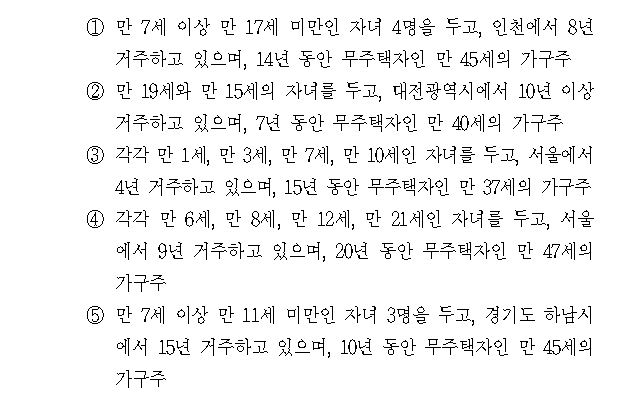 ① 만 7세 이상 만 17세 미만인 자녀 4명을 두고, 인천에서 8년
거주하고 있으며, 14년 동안 무주택자인 만 45세의 가구주
② 만 19세와 만 15세의 자녀를 두고, 대전광역시에서 10년 이상
거주하고 있으며, 7년 동안 무주택자인 만 40세의 가구주
③ 각각 만 1세, 만 3세, 만 7세, 만 10세인 자녀를 두고, 서울에서
4년 거주하고 있으며, 15년 동안 무주택자인 만 37세의 가구주
④ 각각 만 6세, 만 8세, 만 12세, 만 21세인 자녀를 두고, 서울
에서 9년 거주하고 있으며, 20년 동안 무주택자인 만 47세의
가구주
⑤ 만 7세 이상 만 11세 미만인 자녀 3명을 두고, 경기도 하남시
에서 15년 거주하고 있으며, 10년 동안 무주택자인 만 45세의
가구주